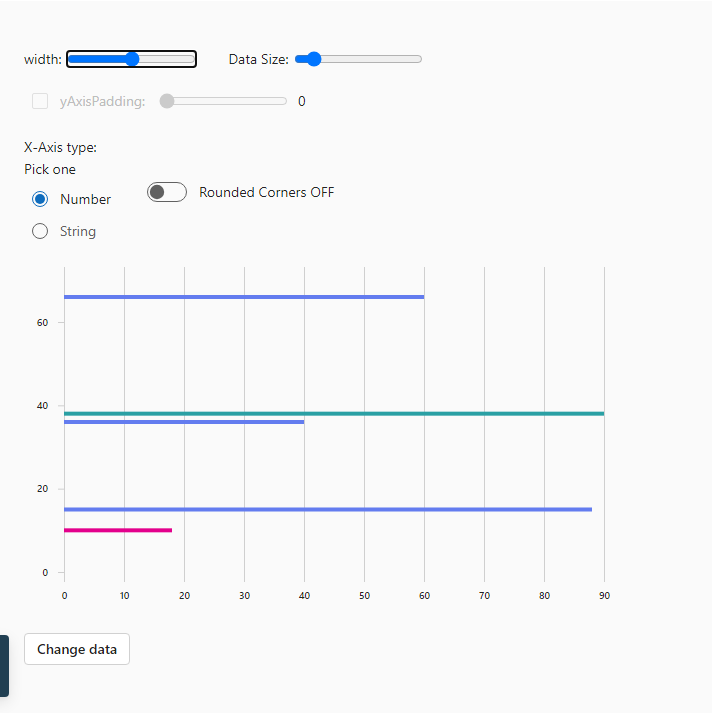 width: Data Size:
yAxisPadding: 0
X-Axis type:
Pick one
Number Rounded Corners OFF
String
60
40
20
0
0 10 20 30 40 50 60 70 80 90
Change data